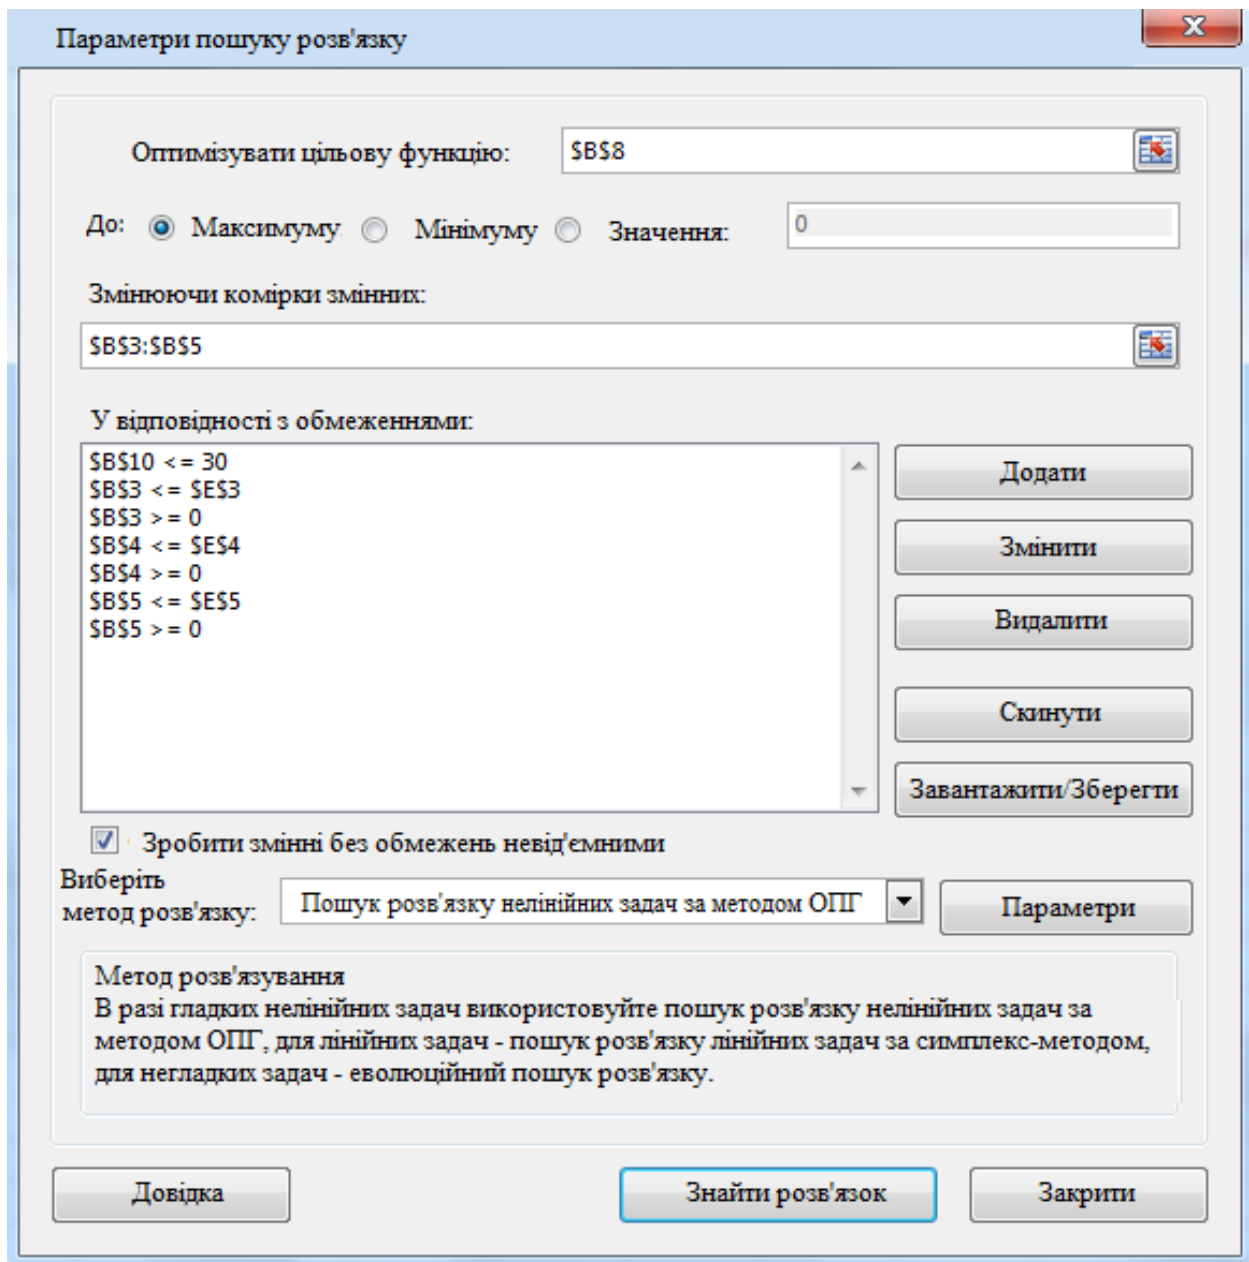 Параметри пошуку розв'язку
X
Оптимізувати цільову функцію:
$B$8
До:
Максимуму
Мінімуму
Значення:
0
Змінюючи комірки змінних:
$B$3:$B$5
У відповідності з обмеженнями:
$B$10 <= 30
$B$3 <= $E$3
$B$3 >= 0
$B$4 <= $E$4
$B$4 >= 0
$B$5 <= $E$5
$B$5 >= 0
Додати
Змінити
Видалити
Скинути
Завантажити/Зберегти
Зробити змінні без обмежень невід'ємними
Виберіть
метод розв'язку:
Пошук розв'язку нелінійних задач за методом ОПГ
Параметри
Метод розв'язування
В разі гладких нелінійних задач використовуйте пошук розв'язку нелінійних задач за
методом ОПГ, для лінійних задач - пошук розв'язку лінійних задач за симплекс-методом,
для негладких задач - еволюційний пошук розв'язку.
Довідка
Знайти розв'язок
Закрити